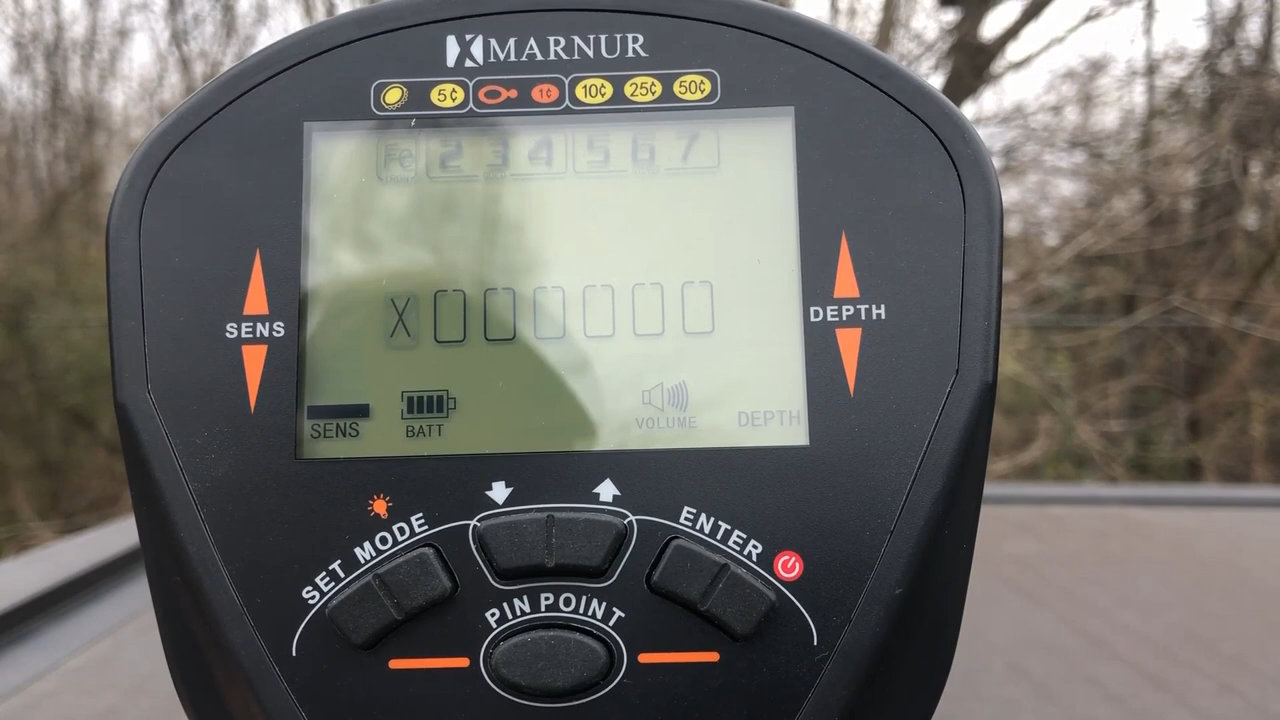 MARNUR
5¢ 1¢ 10¢ 25¢ 50¢
Fe 2 3 4 5 6 7
SENS
DEPTH
X
SENS
BATT
VOLUME
DEPTH
SET MODE
ENTER
PIN POINT